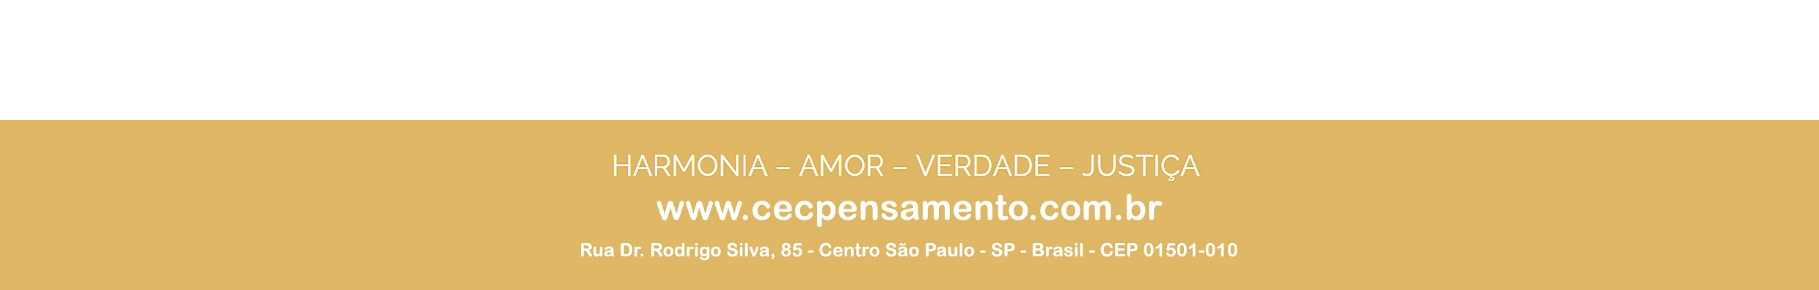 HARMONIA – AMOR – VERDADE – JUSTIÇA
www.cecpensamento.com.br
Rua Dr. Rodrigo Silva, 85 - Centro São Paulo - SP - Brasil - CEP 01501-010